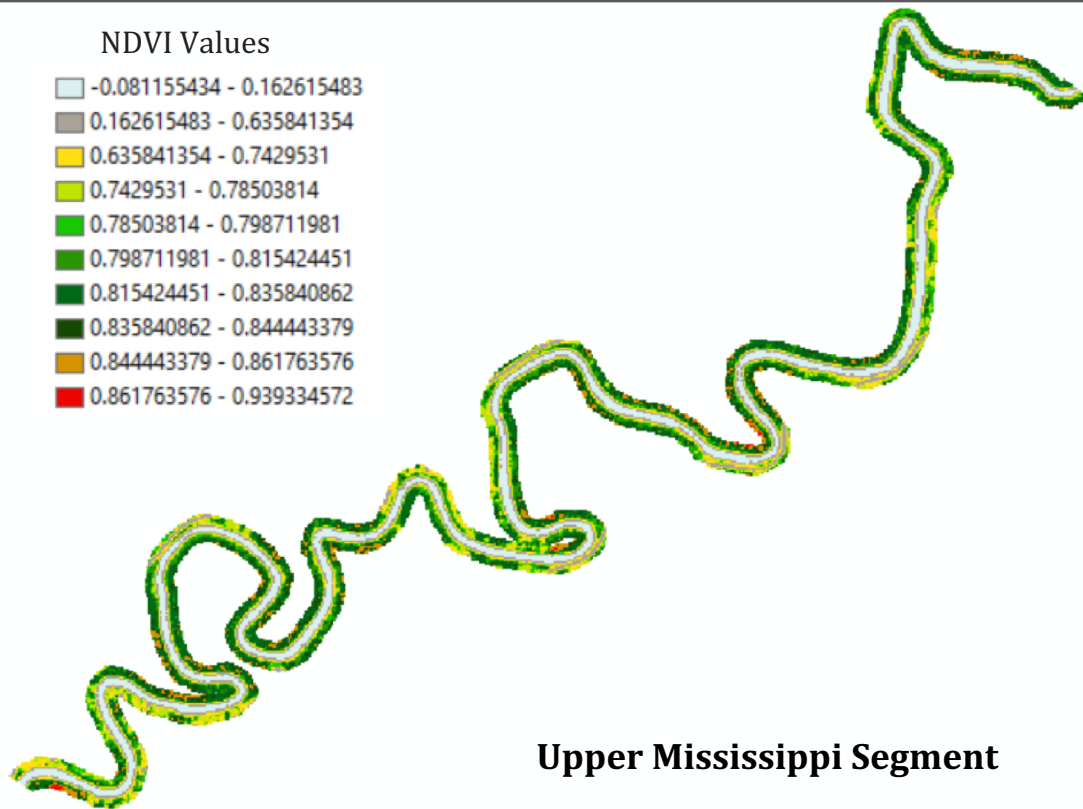 NDVI Values
-0.081155434 - 0.162615483
0.162615483 - 0.635841354
0.635841354 - 0.7429531
0.7429531 - 0.78503814
0.78503814 - 0.798711981
0.798711981 - 0.815424451
0.815424451 - 0.835840862
0.835840862 - 0.844443379
0.844443379 - 0.861763576
0.861763576 - 0.939334572
Upper Mississippi Segment